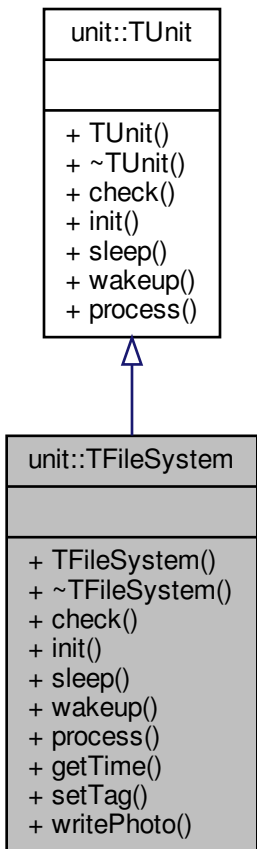 unit::TUnit
+ TUnit()
+ ~TUnit()
+ check()
+ init()
+ sleep()
+ wakeup()
+ process()
unit::TFileSystem
+ TFileSystem()
+ ~TFileSystem()
+ check()
+ init()
+ sleep()
+ wakeup()
+ process()
+ getTime()
+ setTag()
+ writePhoto()